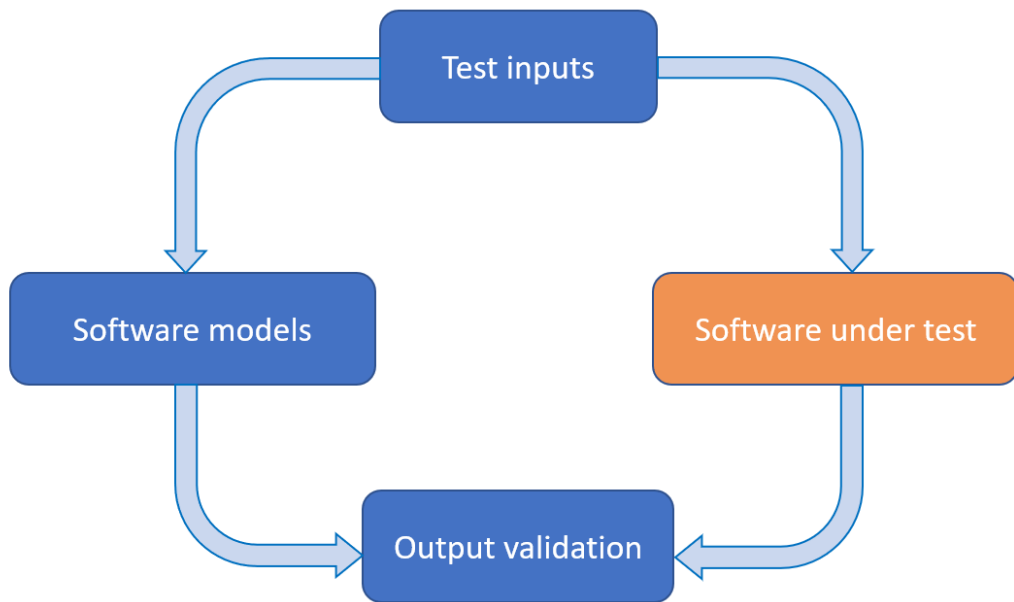 Test inputs
Software models
Software under test
Output validation